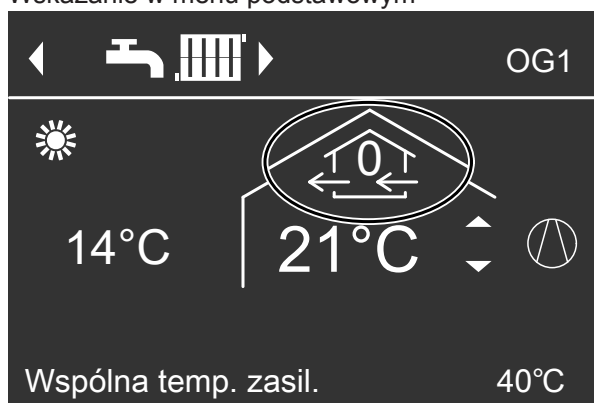 Wskazanie w menu podstawowym
OG1
0
14°C 21°C
Wspólna temp. zasil. 40°C